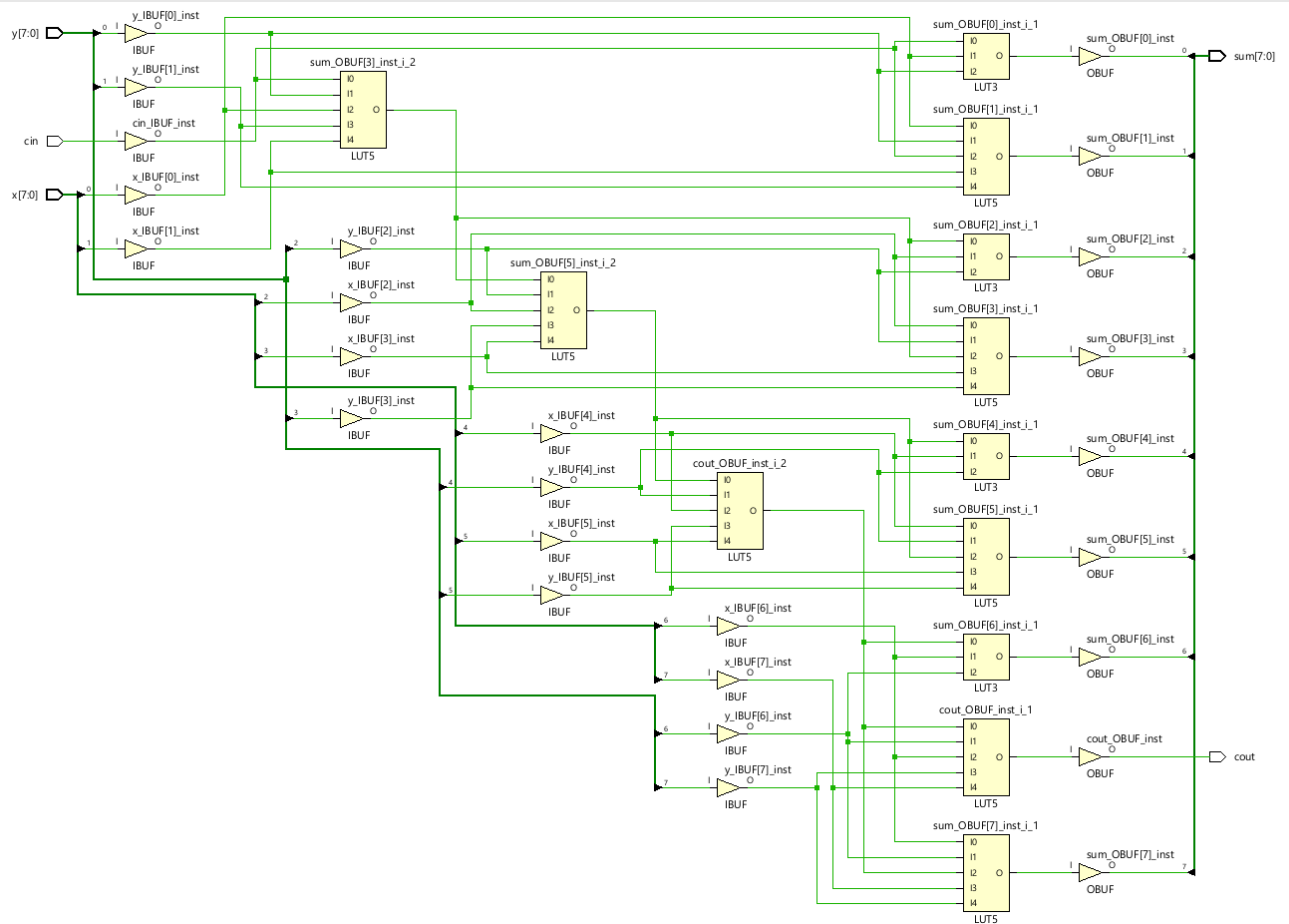 y_IBUF[0]_inst
y[7:0]
0
I
O
IBUF
y_IBUF[1]_inst
1
I
O
IBUF
cin
cin_IBUF_inst
I
O
IBUF
x[7:0]
0
x_IBUF[0]_inst
I
O
IBUF
1
x_IBUF[1]_inst
I
O
IBUF
sum_OBUF[3]_inst_i_2
I0
I1
I2
O
I3
I4
LUT5
2
y_IBUF[2]_inst
I
O
IBUF
2
x_IBUF[2]_inst
I
O
IBUF
3
x_IBUF[3]_inst
I
O
IBUF
3
y_IBUF[3]_inst
I
O
IBUF
sum_OBUF[5]_inst_i_2
I0
I1
I2
O
I3
I4
LUT5
4
x_IBUF[4]_inst
I
O
IBUF
4
y_IBUF[4]_inst
I
O
IBUF
5
x_IBUF[5]_inst
I
O
IBUF
5
y_IBUF[5]_inst
I
O
IBUF
cout_OBUF_inst_i_2
I0
I1
I2
O
I3
I4
LUT5
6
x_IBUF[6]_inst
I
O
IBUF
7
x_IBUF[7]_inst
I
O
IBUF
6
y_IBUF[6]_inst
I
O
IBUF
7
y_IBUF[7]_inst
I
O
IBUF
sum_OBUF[0]_inst_i_1
I0
I1
O
I2
LUT3
sum_OBUF[0]_inst
I
O
OBUF
0
sum[7:0]
sum_OBUF[1]_inst_i_1
I0
I1
I2
O
I3
I4
LUT5
sum_OBUF[1]_inst
I
O
OBUF
1
sum_OBUF[2]_inst_i_1
I0
I1
O
I2
LUT3
sum_OBUF[2]_inst
I
O
OBUF
2
sum_OBUF[3]_inst_i_1
I0
I1
I2
O
I3
I4
LUT5
sum_OBUF[3]_inst
I
O
OBUF
3
sum_OBUF[4]_inst_i_1
I0
I1
O
I2
LUT3
sum_OBUF[4]_inst
I
O
OBUF
4
sum_OBUF[5]_inst_i_1
I0
I1
I2
O
I3
I4
LUT5
sum_OBUF[5]_inst
I
O
OBUF
5
sum_OBUF[6]_inst_i_1
I0
I1
O
I2
LUT3
sum_OBUF[6]_inst
I
O
OBUF
6
cout_OBUF_inst_i_1
I0
I1
I2
O
I3
I4
LUT5
cout_OBUF_inst
I
O
OBUF
cout
sum_OBUF[7]_inst_i_1
I0
I1
I2
O
I3
I4
LUT5
sum_OBUF[7]_inst
I
O
OBUF
7